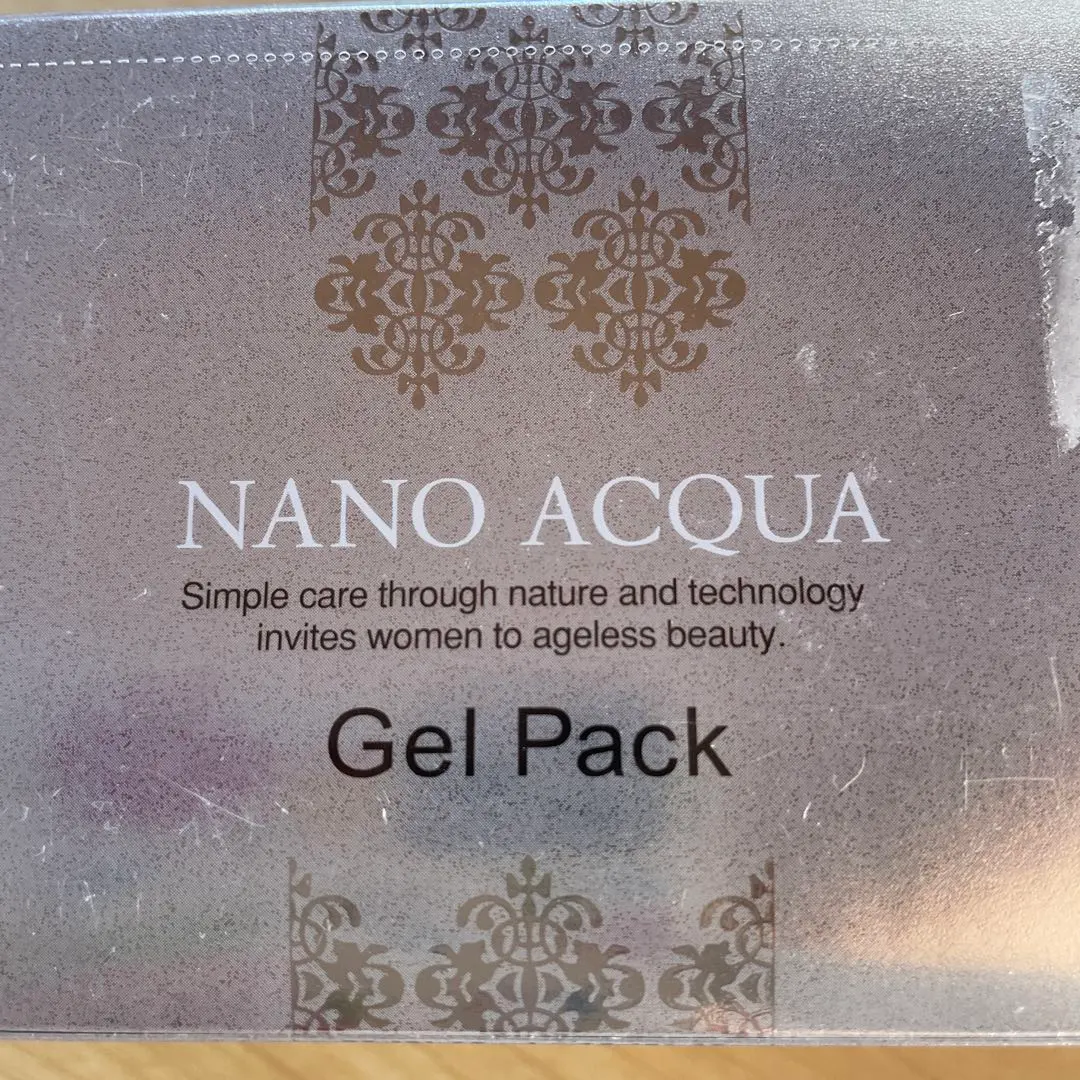 NANO ACQUA
Simple care through nature and technology
invites women to ageless beauty.
Gel Pack